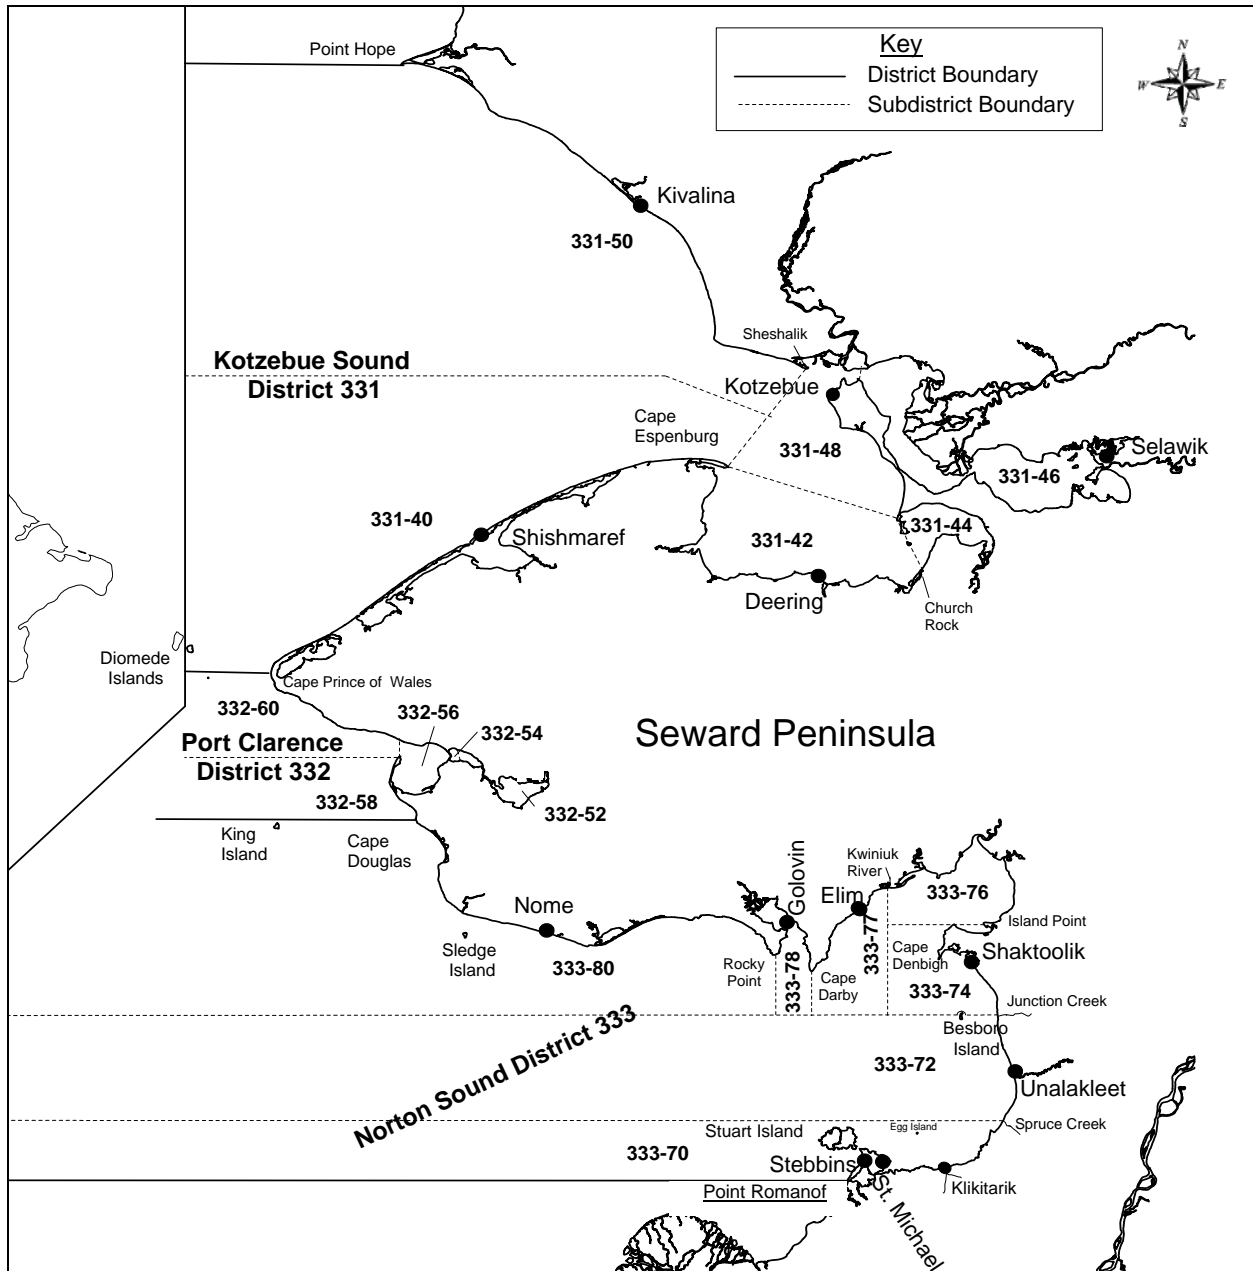 Key
District Boundary
Subdistrict Boundary
N
W
E
S
Point Hope
Kivalina
331-50
Sheshalik
Kotzebue Sound
District 331
Kotzebue
Cape
Espenburg
331-48
Selawik
331-46
331-40
Shishmaref
331-42
331-44
Deering
Church
Rock
Diomede
Islands
Cape Prince of Wales
332-60
332-56
332-54
Seward Peninsula
Port Clarence
District 332
332-58
332-52
King
Island
Cape
Douglas
Kwiniuk
River
Golovin
Elim
333-76
Nome
Island Point
Sledge
Island
333-80
Rocky
Point
333-78
Cape
Darby
333-77
Cape
Denbigh
Shaktoolik
333-74
Junction Creek
Besboro
Island
Norton Sound District 333
333-72
Unalakleet
Spruce Creek
Egg Island
Stuart Island
333-70
Stebbins
St. Michael
Klikitarik
Point Romanof